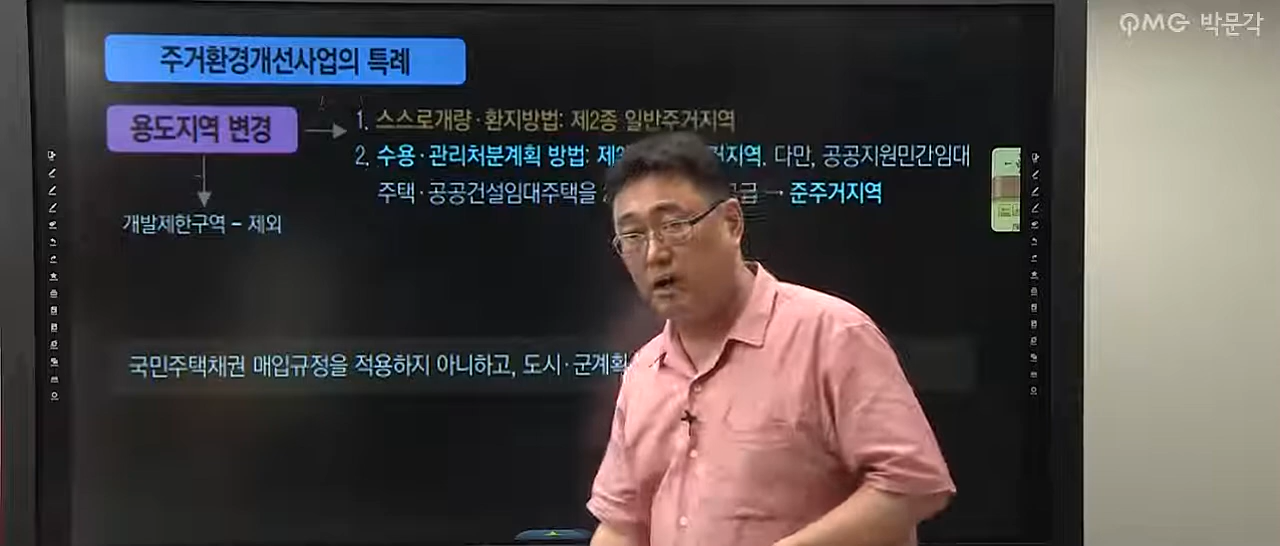 QMG 박문각
주거환경개선사업의 특례
용도지역 변경
1. 스스로개량·환지방법: 제2종 일반주거지역
2. 수용·관리처분계획 방법: 지역. 다만, 공공지원민간임대
주택·공공건설임대주택을 → 준주거지역
개발제한구역 - 제외
국민주택채권 매입규정을 적용하지 아니하고, 도시·군계획